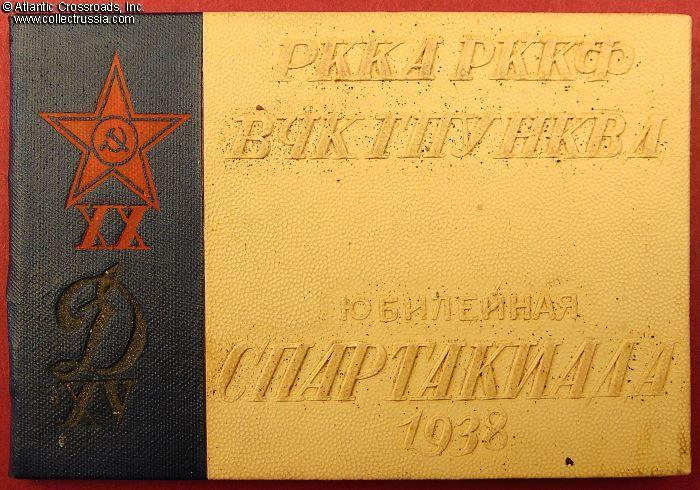 © Atlantic Crossroads, Inc.
www.collectrussia.com
XX
Д
XV
РККА РККФ
ВЧК ГПУ НКВД
ЮБИЛЕЙНАЯ
СПАРТАКИАДА
1938